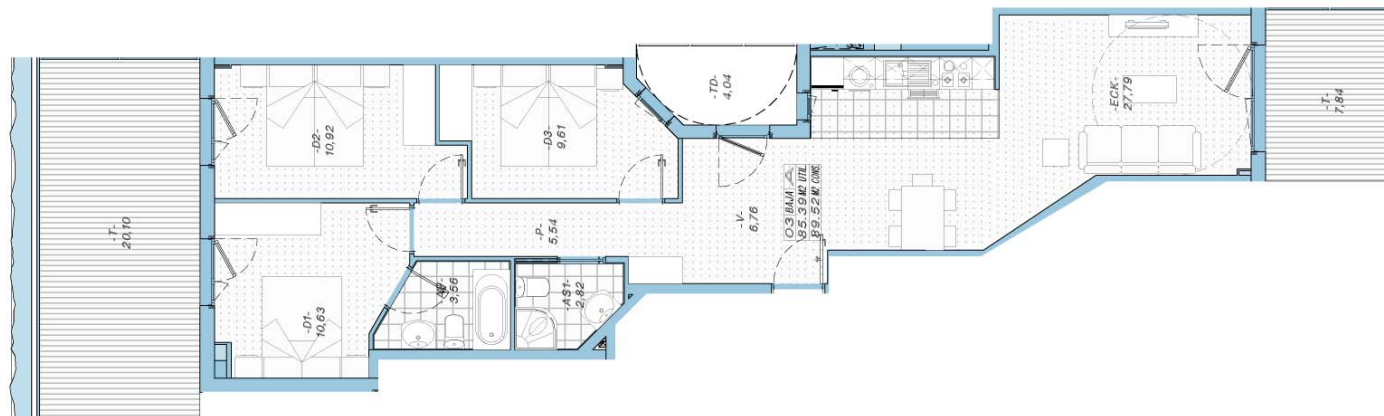 -T-
20,10
-D2-
10,92
-D1-
10,63
-D3-
9,61
-P-
5,54
3,56
-AS1-
2,82
-TD-
4,04
-V-
6,76
03 BAJA A
85.39 M2 UTIL
89.52 M2 CONS.
-ECK-
27,79
-T-
7,84